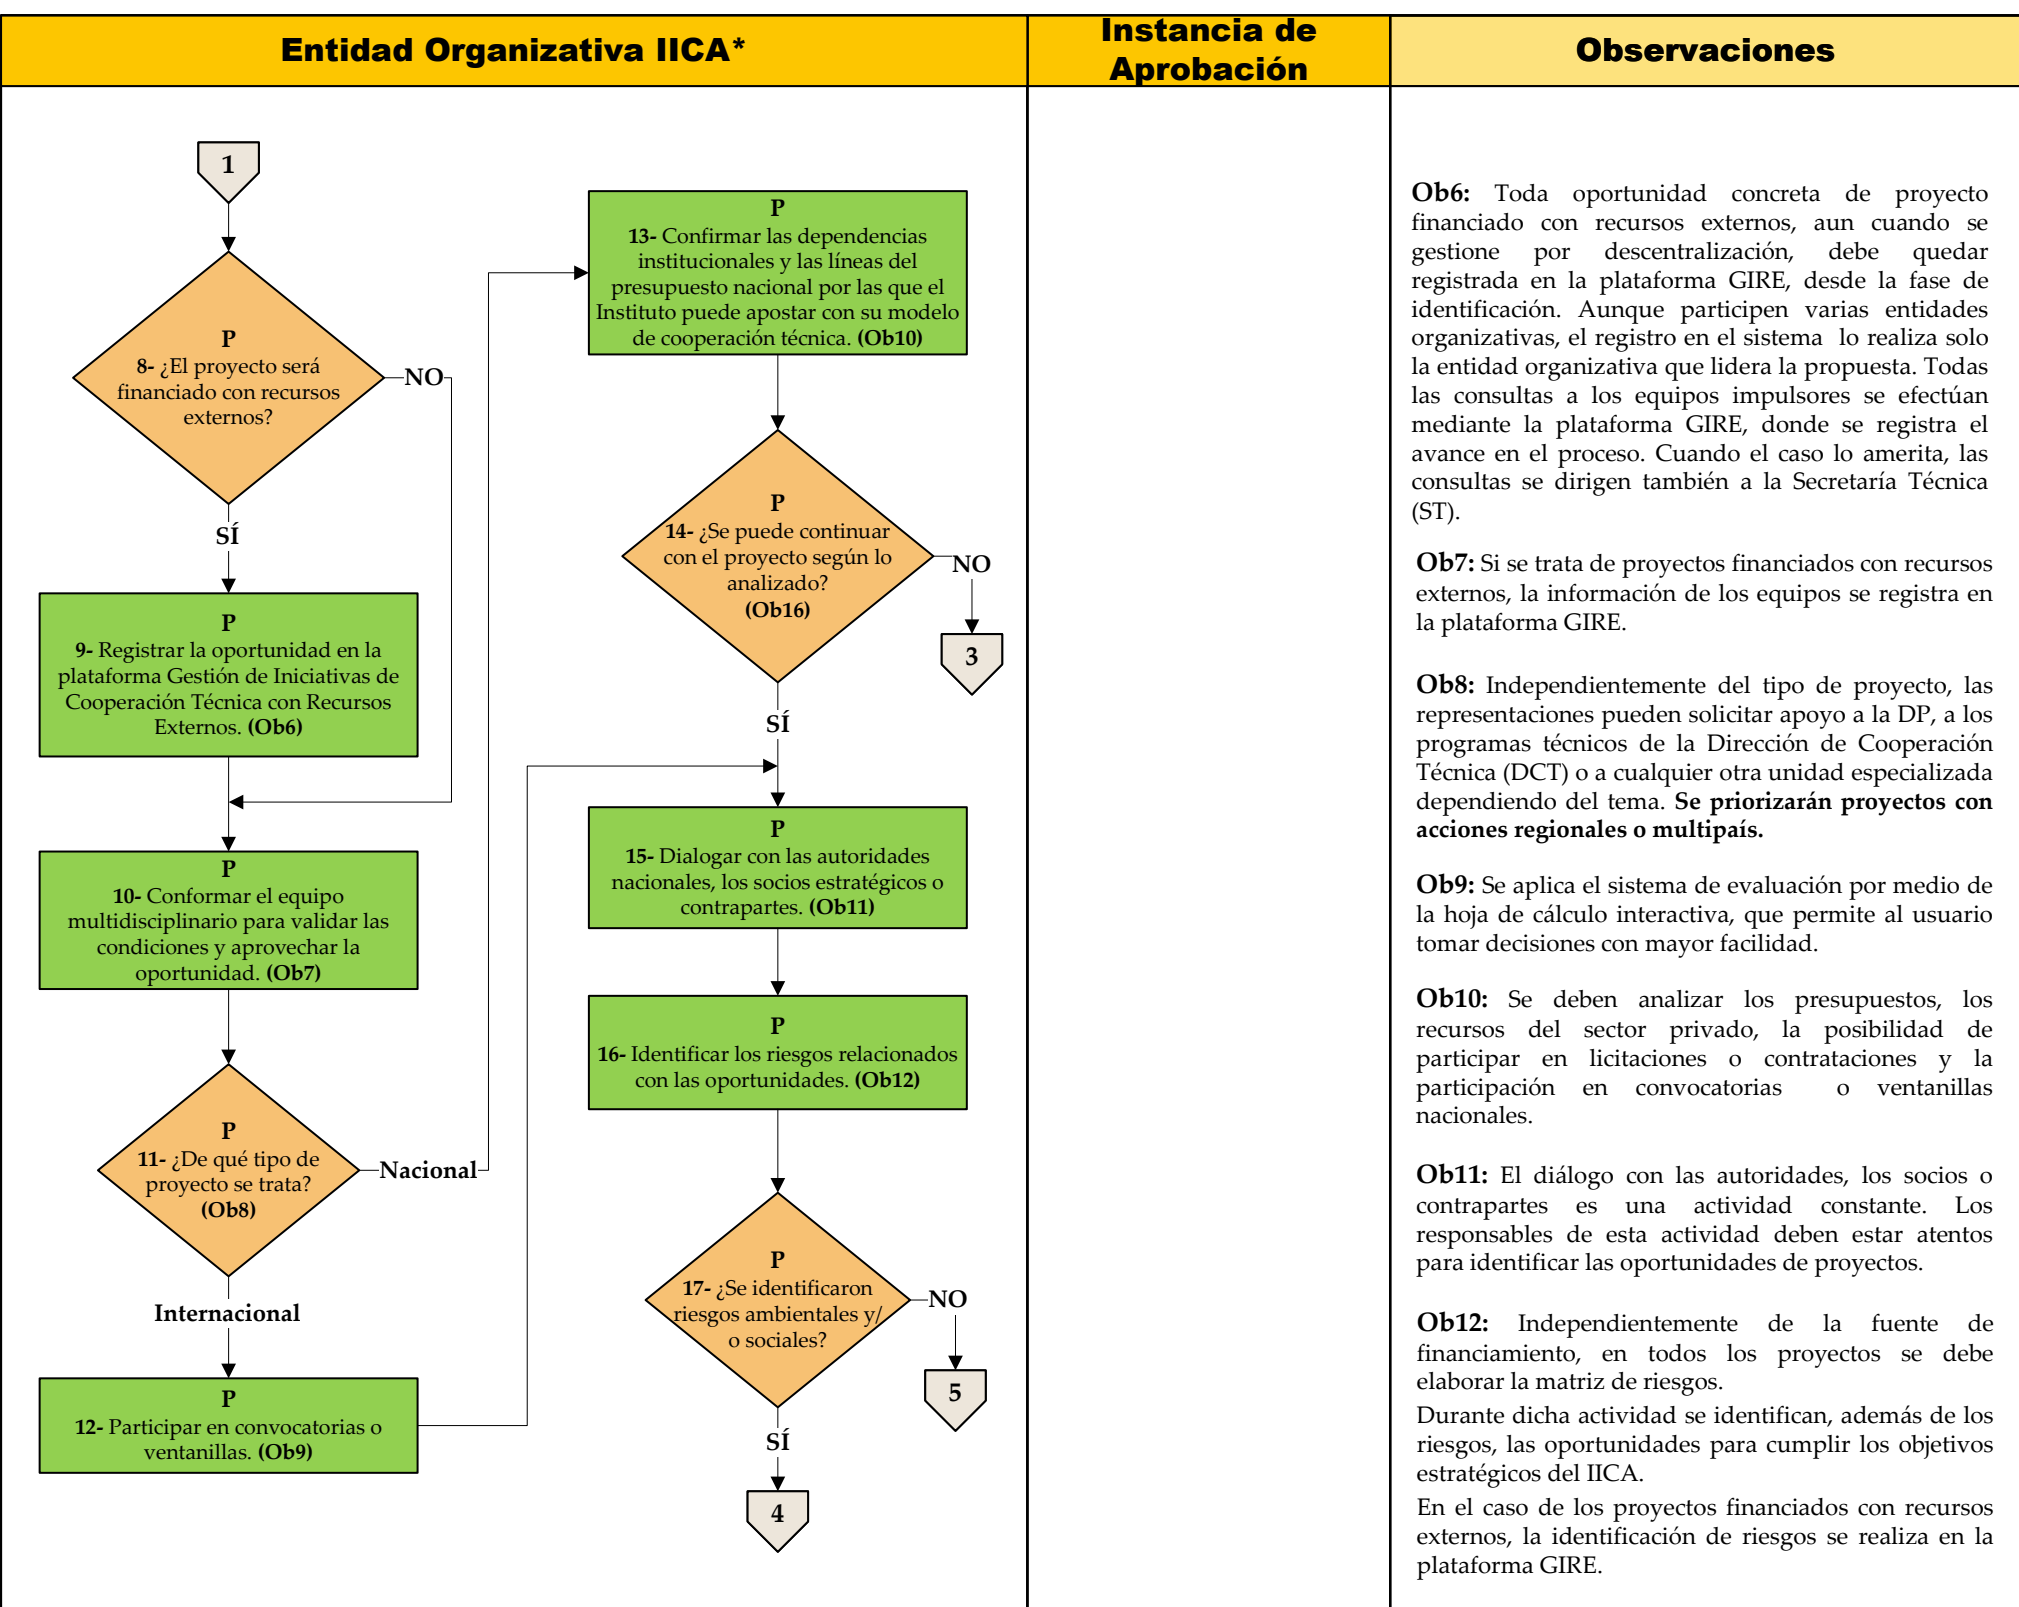 Entidad Organizativa IICA*
Instancia de
Aprobación
Observaciones
1
P
8- ¿El proyecto será
financiado con recursos
externos?
NO
SÍ
P
9- Registrar la oportunidad en la
plataforma Gestión de Iniciativas de
Cooperación Técnica con Recursos
Externos. (Ob6)
P
10- Conformar el equipo
multidisciplinario para validar las
condiciones y aprovechar la
oportunidad. (Ob7)
P
11- ¿De qué tipo de
proyecto se trata?
(Ob8)
Nacional
Internacional
P
12- Participar en convocatorias o
ventanillas. (Ob9)
P
13- Confirmar las dependencias
institucionales y las líneas del
presupuesto nacional por las que el
Instituto puede apostar con su modelo
de cooperación técnica. (Ob10)
P
14- ¿Se puede continuar
con el proyecto según lo
analizado?
(Ob16)
NO
3
SÍ
P
15- Dialogar con las autoridades
nacionales, los socios estratégicos o
contrapartes. (Ob11)
P
16- Identificar los riesgos relacionados
con las oportunidades. (Ob12)
P
17- ¿Se identificaron
riesgos ambientales y/
o sociales?
NO
5
SÍ
4
Ob6: Toda oportunidad concreta de proyecto
financiado con recursos externos, aun cuando se
gestione por descentralización, debe quedar
registrada en la plataforma GIRE, desde la fase de
identificación. Aunque participen varias entidades
organizativas, el registro en el sistema lo realiza solo
la entidad organizativa que lidera la propuesta. Todas
las consultas a los equipos impulsores se efectúan
mediante la plataforma GIRE, donde se registra el
avance en el proceso. Cuando el caso lo amerita, las
consultas se dirigen también a la Secretaría Técnica
(ST).
Ob7: Si se trata de proyectos financiados con recursos
externos, la información de los equipos se registra en
la plataforma GIRE.
Ob8: Independientemente del tipo de proyecto, las
representaciones pueden solicitar apoyo a la DP, a los
programas técnicos de la Dirección de Cooperación
Técnica (DCT) o a cualquier otra unidad especializada
dependiendo del tema. Se priorizarán proyectos con
acciones regionales o multipaís.
Ob9: Se aplica el sistema de evaluación por medio de
la hoja de cálculo interactiva, que permite al usuario
tomar decisiones con mayor facilidad.
Ob10: Se deben analizar los presupuestos, los
recursos del sector privado, la posibilidad de
participar en licitaciones o contrataciones y la
participación en convocatorias o ventanillas
nacionales.
Ob11: El diálogo con las autoridades, los socios o
contrapartes es una actividad constante. Los
responsables de esta actividad deben estar atentos
para identificar las oportunidades de proyectos.
Ob12: Independientemente de la fuente de
financiamiento, en todos los proyectos se debe
elaborar la matriz de riesgos.
Durante dicha actividad se identifican, además de los
riesgos, las oportunidades para cumplir los objetivos
estratégicos del IICA.
En el caso de los proyectos financiados con recursos
externos, la identificación de riesgos se realiza en la
plataforma GIRE.